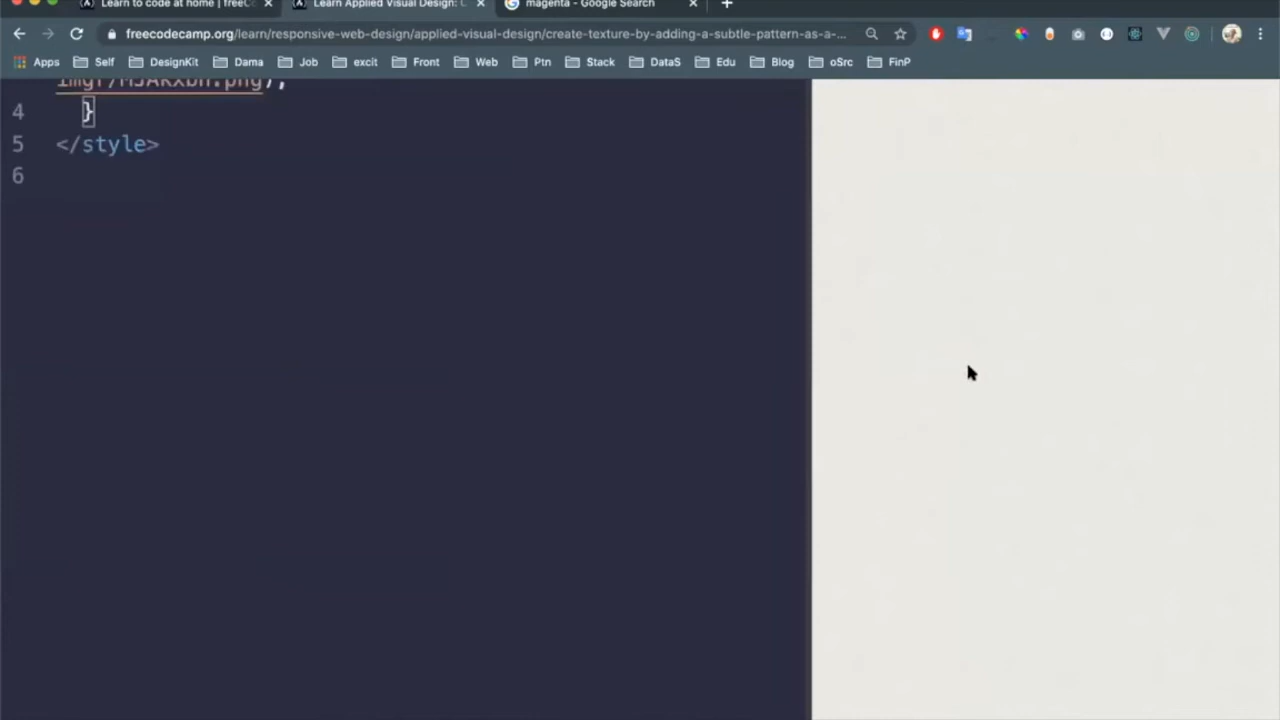 Learn to code at home | freeC
Learn Applied Visual Design: C
magenta - Google Search
freecodecamp.org/learn/responsive-web-design/applied-visual-design/create-texture-by-adding-a-subtle-pattern-as-a-...
Apps Self DesignKit Dama Job excit Front Web Ptn Stack DataS Edu Blog oSrc FinP
4 }
5 </style>
6